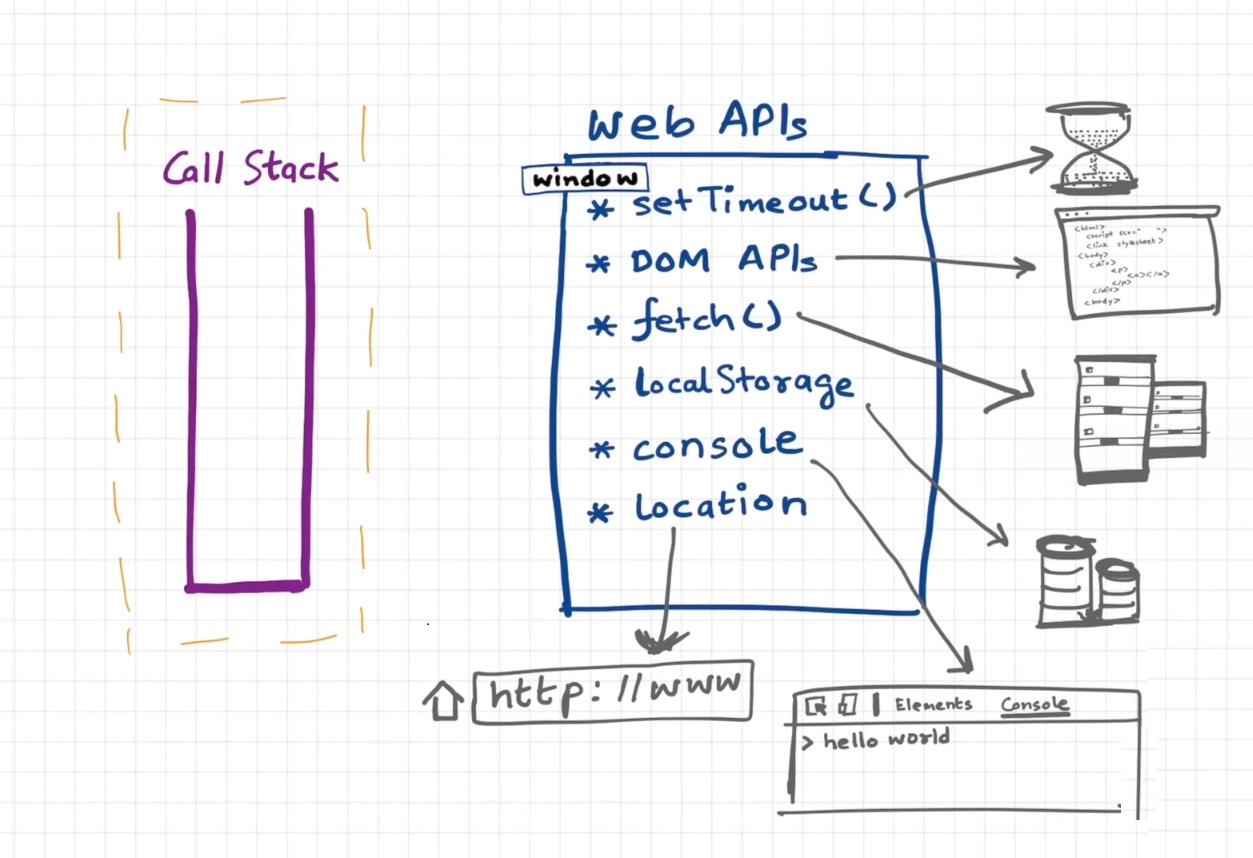 Call Stack
Web APIs
window
* setTimeout()
* DOM APIs
* fetch()
* localStorage
* console
* location
<html>
<script src=" ">
<link stylesheet>
<body>
<div>
<p>
<a></a>
</p>
</div>
<body>
http://www
Elements Console
> hello world